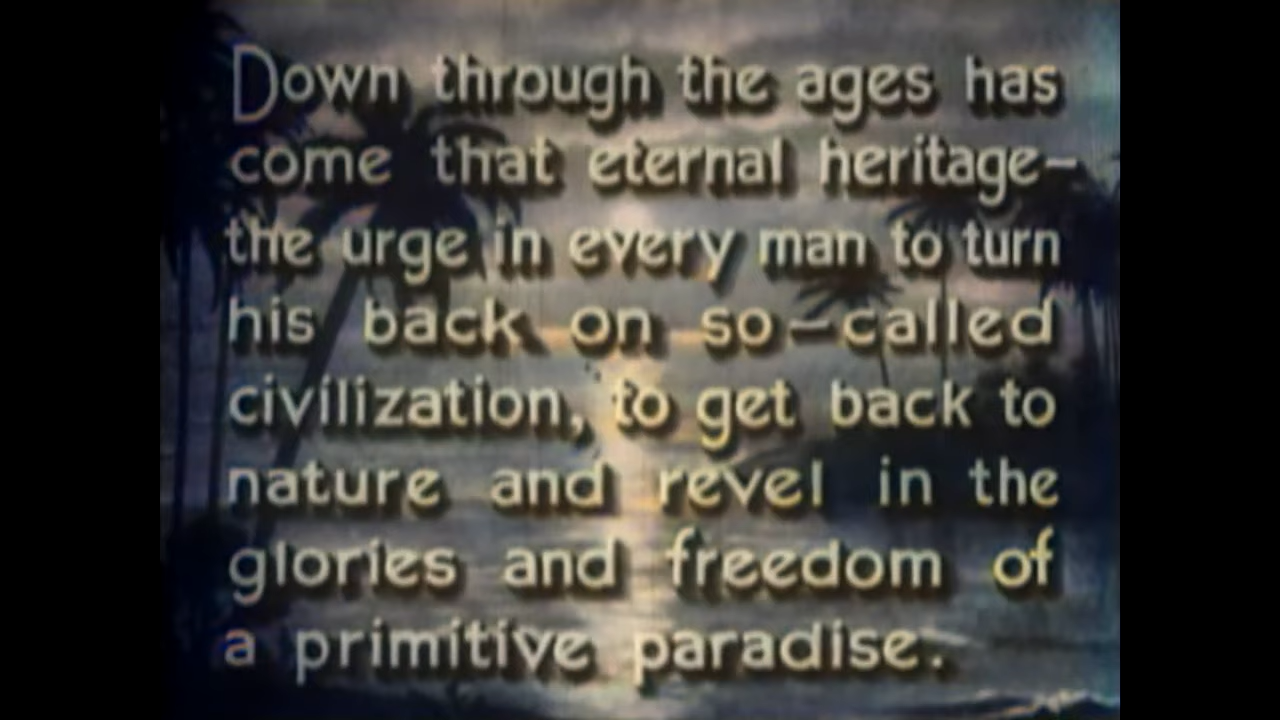 Down through the ages has
come that eternal heritage—
the urge in every man to turn
his back on so-called
civilization, to get back to
nature and revel in the
glories and freedom of
a primitive paradise.